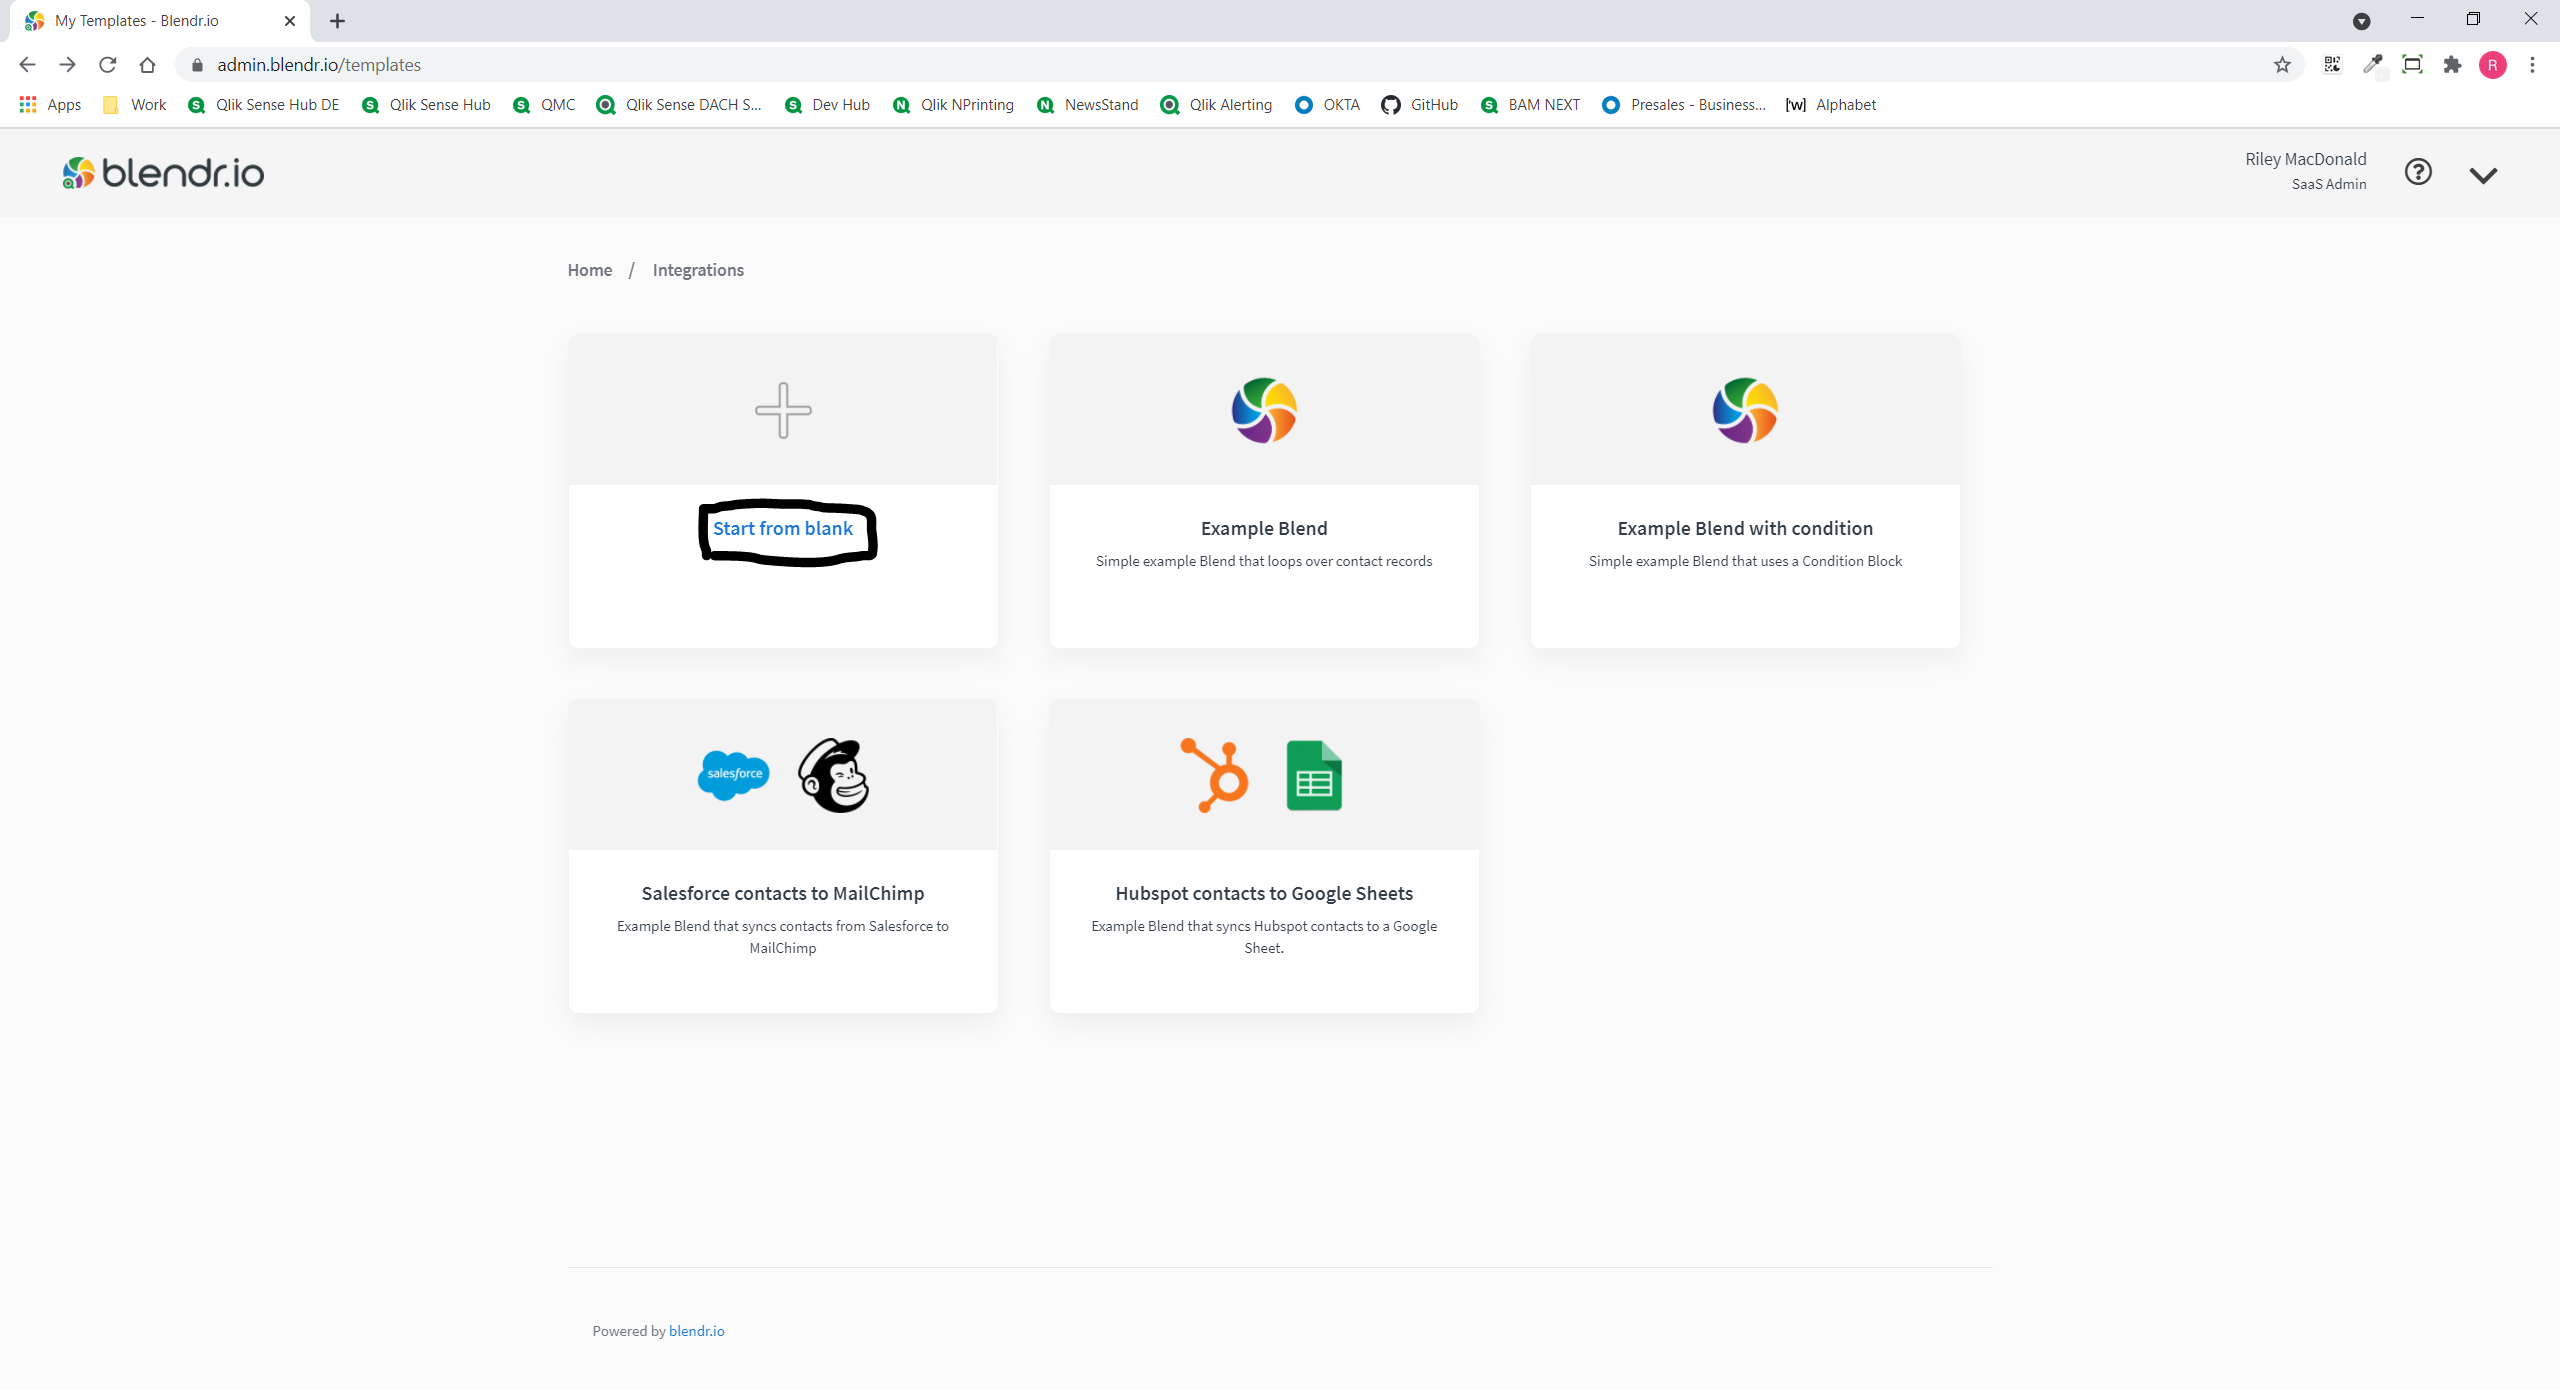 My Templates - Blendr.io
admin.blendr.io/templates
R
Apps Work Qlik Sense Hub DE Qlik Sense Hub QMC Qlik Sense DACH S... Dev Hub Qlik NPrinting NewsStand Qlik Alerting OKTA GitHub BAM NEXT Presales - Business... ['w] Alphabet
blendr.io
Riley MacDonald
SaaS Admin
Home / Integrations
Start from blank
Example Blend
Simple example Blend that loops over contact records
Example Blend with condition
Simple example Blend that uses a Condition Block
salesforce
Salesforce contacts to MailChimp
Example Blend that syncs contacts from Salesforce to
MailChimp
Hubspot contacts to Google Sheets
Example Blend that syncs Hubspot contacts to a Google
Sheet.
Powered by blendr.io